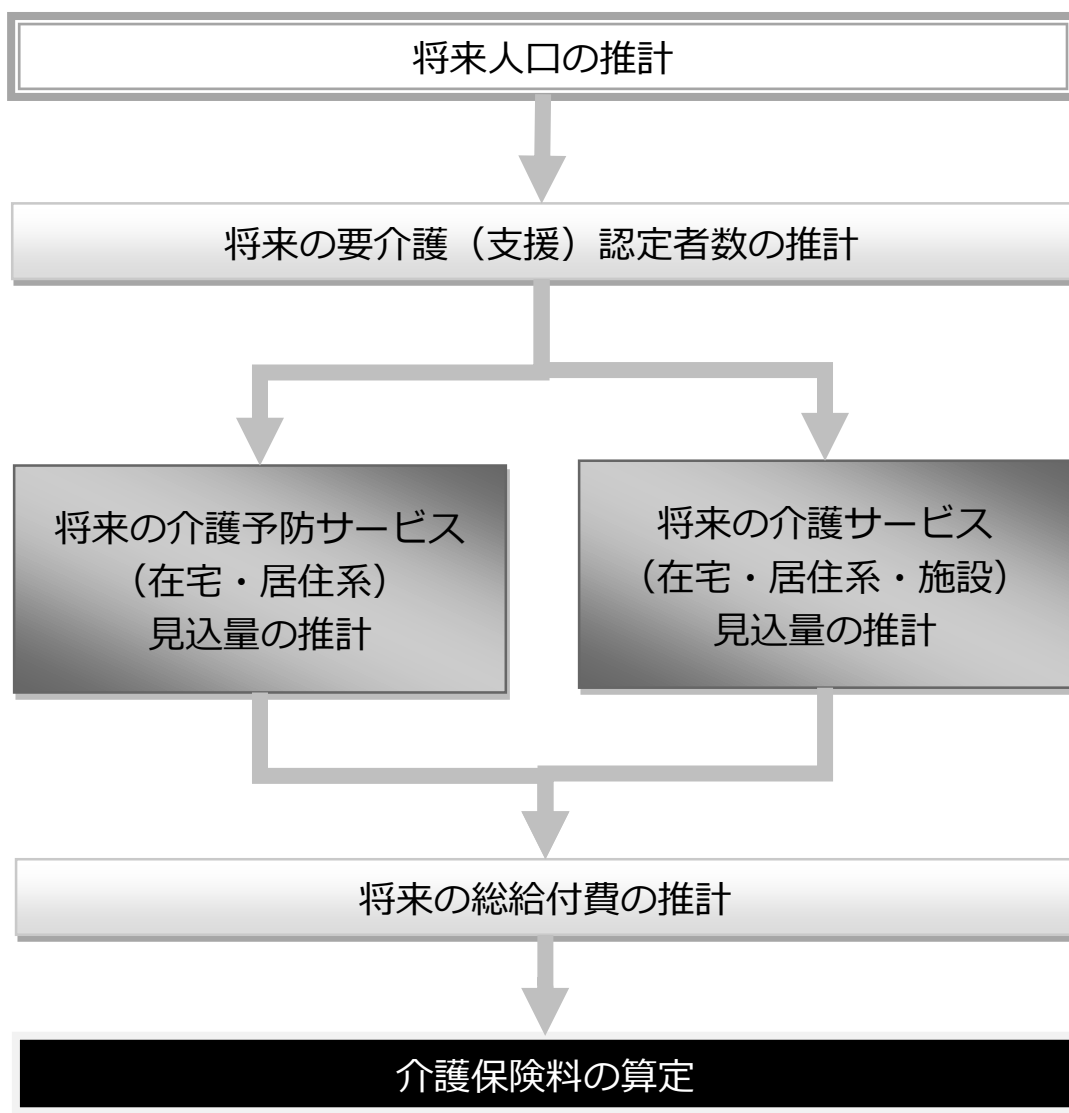 将来人口の推計
将来の要介護（支援）認定者数の推計
将来の介護予防サービス
（在宅・居住系）
見込量の推計
将来の介護サービス
（在宅・居住系・施設）
見込量の推計
将来の総給付費の推計
介護保険料の算定